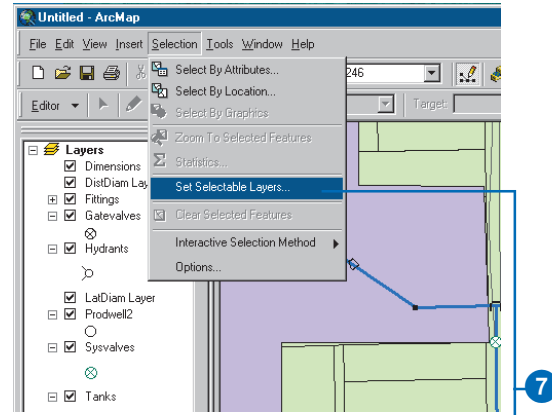 Untitled - ArcMap
File Edit View Insert Selection Tools Window Help
Select By Attributes...
246
Select By Location...
Editor
Select By Graphics
Target:
Zoom To Selected Features
Statistics...
Set Selectable Layers...
Clear Selected Features
Interactive Selection Method
Options...
Layers
Dimensions
DistDiam Lay
Fittings
Gatevalves
Hydrants
LatDiam Layer
Prodwell2
Sysvalves
Tanks
7